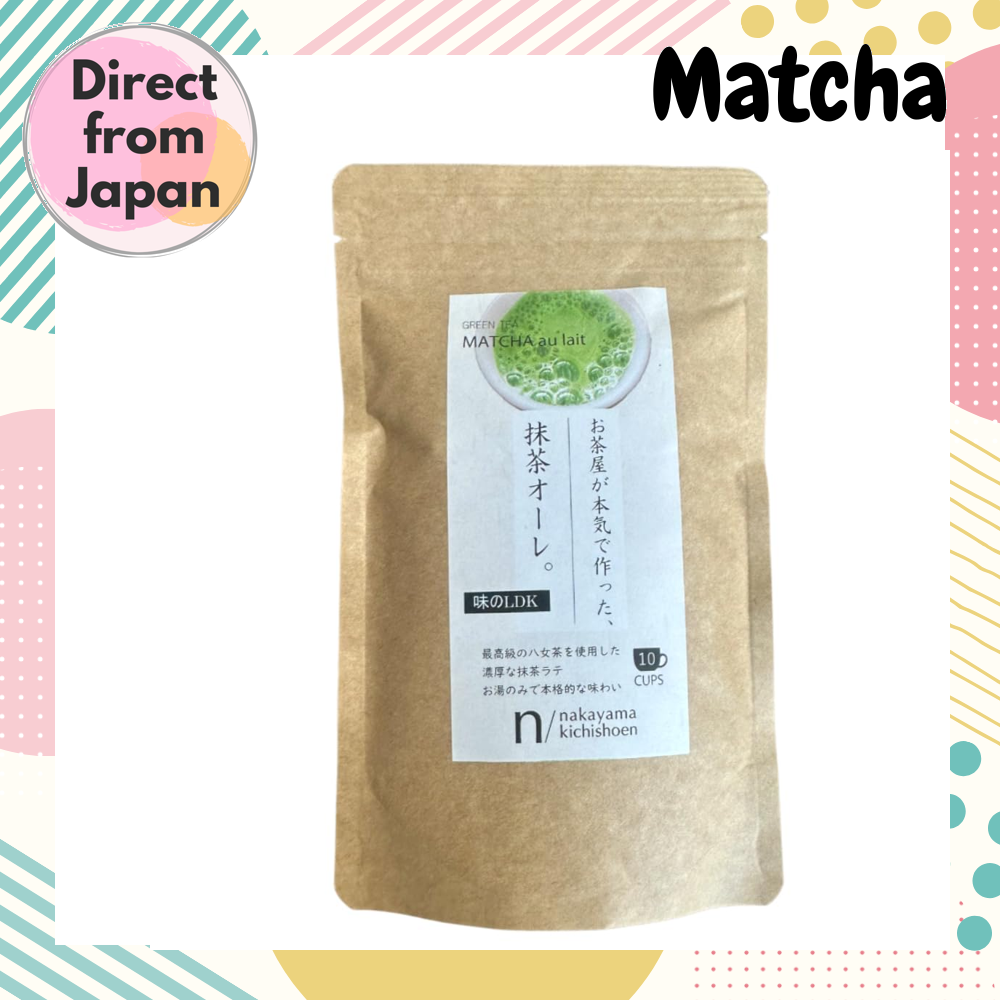 Direct
from
Japan
Matcha
GREEN TEA
MATCHA au lait
お茶屋が本気で作った、
抹茶オーレ。
味のLDK
最高級の八女茶を使用した
濃厚な抹茶ラテ
お湯のみで本格的な味わい
10
CUPS
n/nakayama
kichishoen